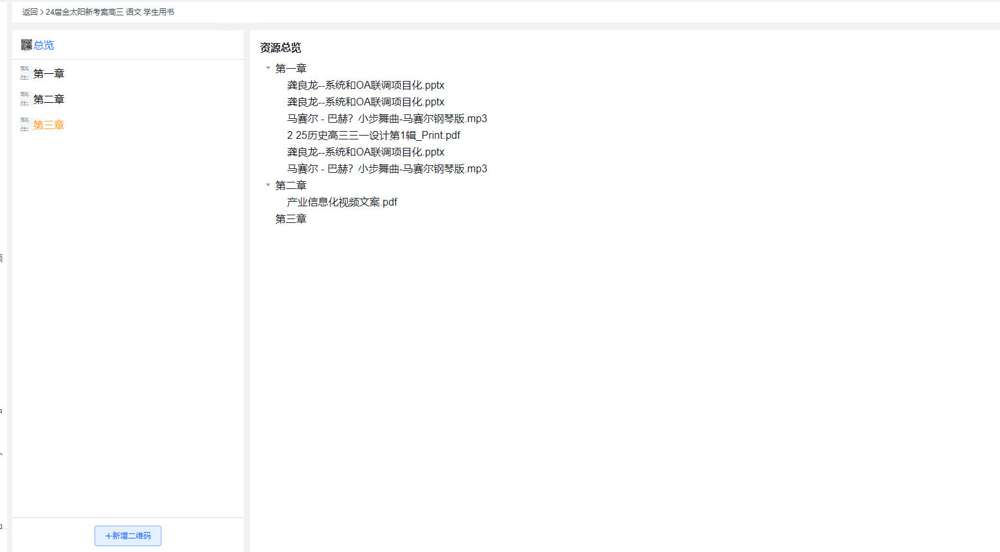 返回 > 24届金太阳新考案高三 语文 学生用书
总览
第一章
第二章
第三章
+新增二维码
资源总览
第一章
龚良龙--系统和OA联调项目化.pptx
龚良龙--系统和OA联调项目化.pptx
马赛尔 - 巴赫？小步舞曲-马赛尔钢琴版.mp3
2 25历史高三三一设计第1辑_Print.pdf
龚良龙--系统和OA联调项目化.pptx
马赛尔 - 巴赫？小步舞曲-马赛尔钢琴版.mp3
第二章
产业信息化视频文案.pdf
第三章